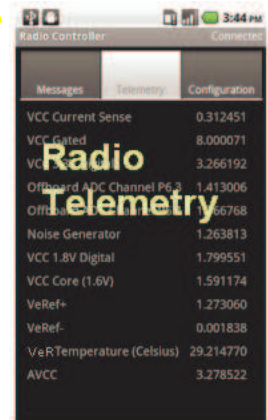 3:44 PM
Radio Controller Connected
Messages Telemetry Configuration
VCC Current Sense 0.312451
VCC Gated 8.000071
Radio
3.266192
Offboard ADC Channel P6.3 1.413006
Telemetry
Noise Generator 1.263813
VCC 1.8V Digital 1.799551
VCC Core (1.6V) 1.591174
VeRef+ 1.273060
VeRef- 0.001838
VeRTemperature (Celsius) 29.214770
AVCC 3.278522